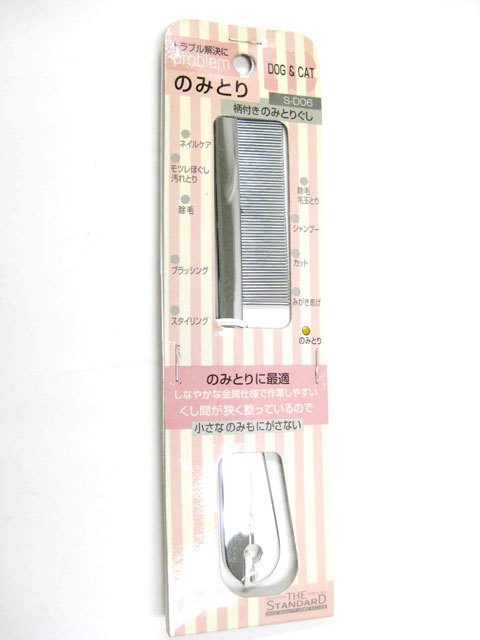 トラブル解決に
problem
DOG & CAT
のみとり
S-D06
柄付きのみとりぐし
ネイルケア
モツレほぐし
汚れとり
除毛
ブラッシング
スタイリング
除毛
毛玉とり
シャンプー
カット
みがきあげ
のみとり
のみとりに最適
しなやかな金属仕様で作業しやすい
くし間が狭く整っているので
小さなのみもにがさない
THE
STANDARD